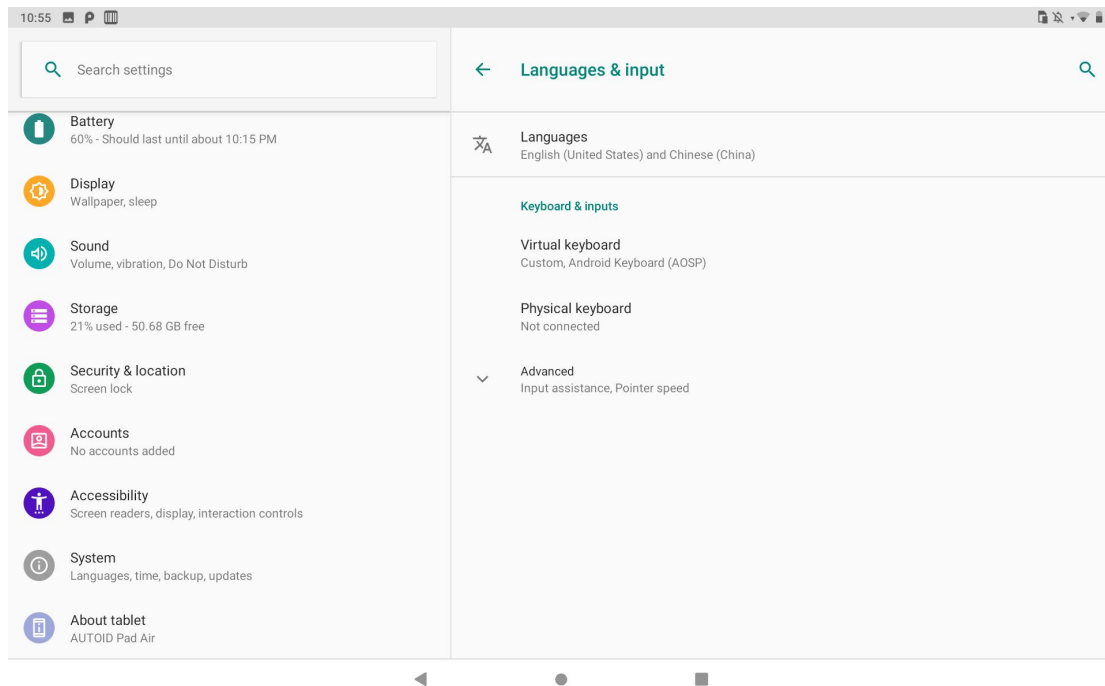 10:55
Search settings
Battery
60% - Should last until about 10:15 PM
Display
Wallpaper, sleep
Sound
Volume, vibration, Do Not Disturb
Storage
21% used - 50.68 GB free
Security & location
Screen lock
Accounts
No accounts added
Accessibility
Screen readers, display, interaction controls
System
Languages, time, backup, updates
About tablet
AUTOID Pad Air
Languages & input
Languages
English (United States) and Chinese (China)
Keyboard & inputs
Virtual keyboard
Custom, Android Keyboard (AOSP)
Physical keyboard
Not connected
Advanced
Input assistance, Pointer speed